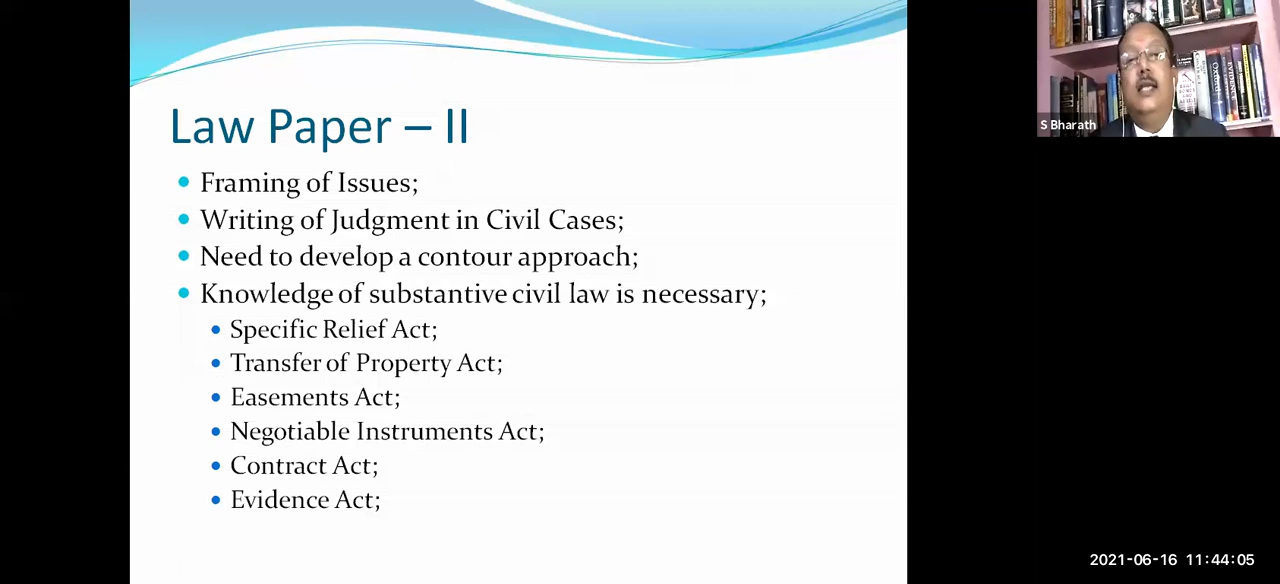 Law Paper – II
Framing of Issues;
Writing of Judgment in Civil Cases;
Need to develop a contour approach;
Knowledge of substantive civil law is necessary;
Specific Relief Act;
Transfer of Property Act;
Easements Act;
Negotiable Instruments Act;
Contract Act;
Evidence Act;
S Bharath
2021-06-16 11:44:05